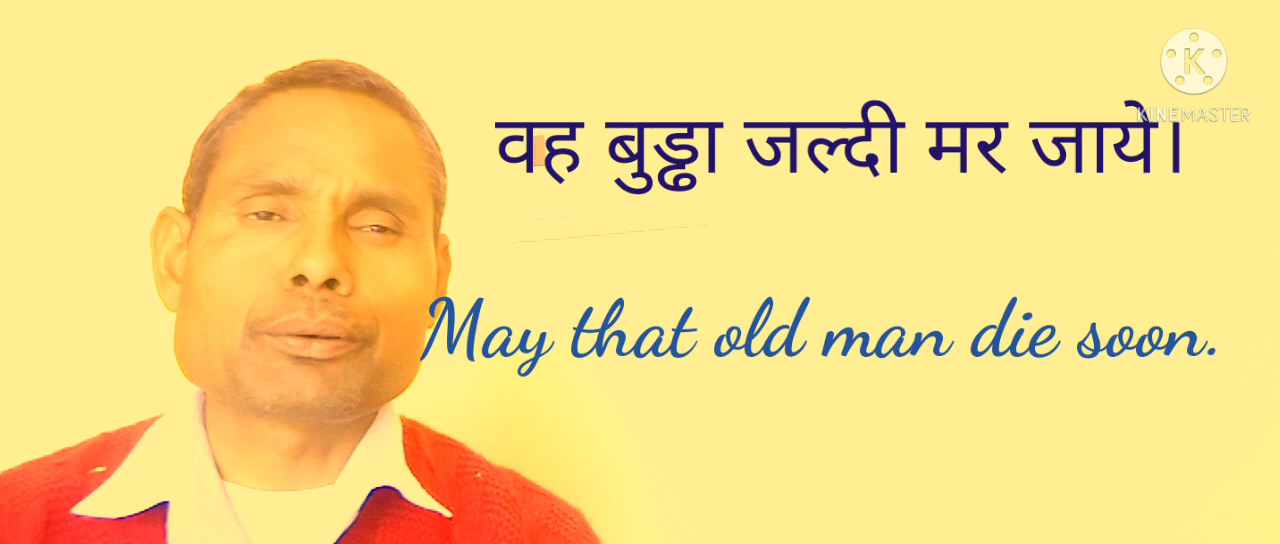 K
KINEMASTER
वह बुड्ढा जल्दी मर जाये।
May that old man die soon.